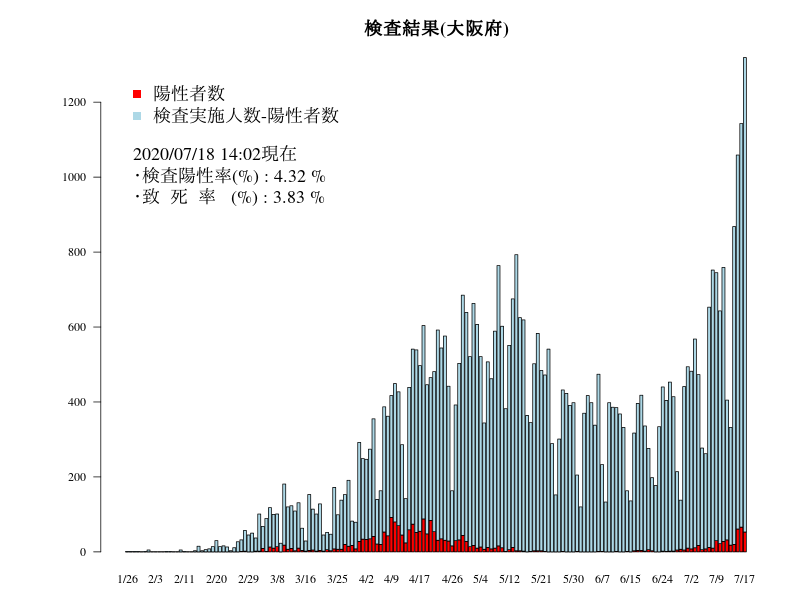 検査結果(大阪府)
陽性者数
検査実施人数-陽性者数
2020/07/18 14:02現在
・検査陽性率(%) : 4.32 %
・致 死 率 (%) : 3.83 %
1200
1000
800
600
400
200
0
1/26 2/3 2/11 2/20 2/29 3/8 3/16 3/25 4/2 4/9 4/17 4/26 5/4 5/12 5/21 5/30 6/7 6/15 6/24 7/2 7/9 7/17